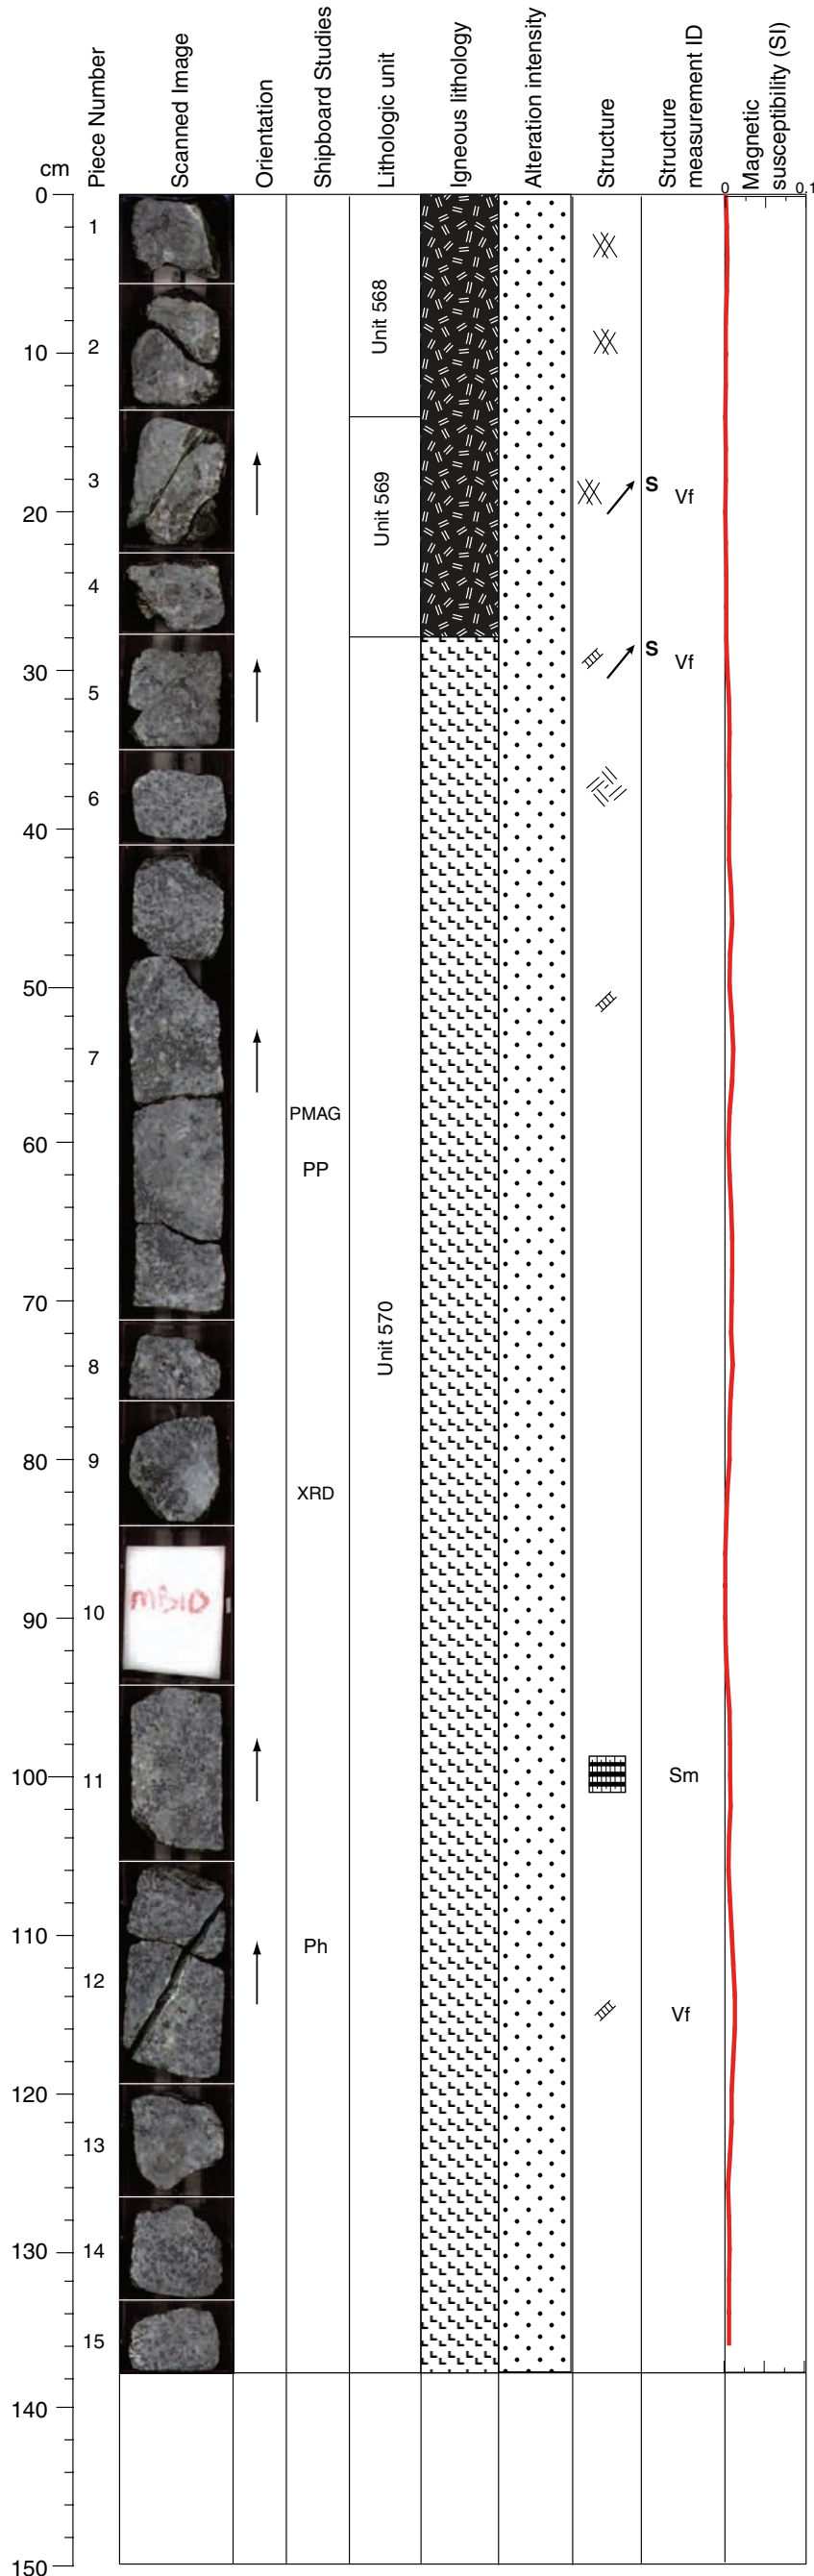 cm
Piece Number
Scanned Image
Orientation
Shipboard Studies
Lithologic unit
Igneous lithology
Alteration intensity
Structure
Structure
measurement ID
Magnetic
susceptibility (SI)
0 0.1
0
1
Unit 568
2
10
3
S
Vf
Unit 569
20
4
S
Vf
30
5
6
40
50
7
PMAG
60
PP
70
Unit 570
8
80
9
XRD
MB1D
10
90
100
11
Sm
110
Ph
12
Vf
120
13
130
14
15
140
150